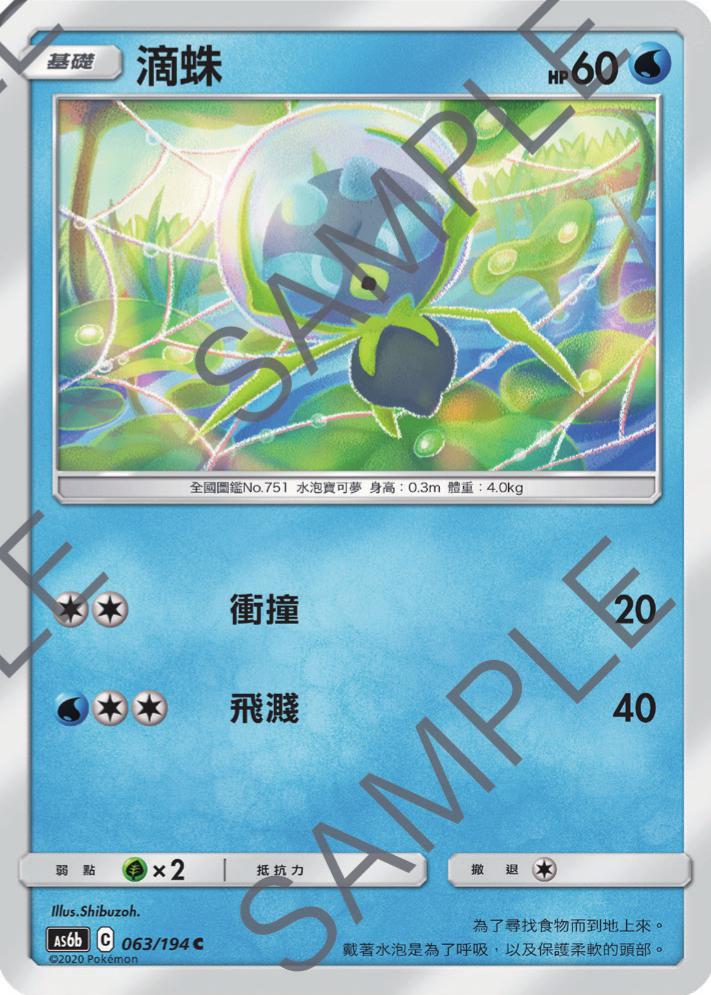 基礎 滴蛛 HP60
全國圖鑑No.751 水泡寶可夢 身高：0.3m 體重：4.0kg
衝撞 20
飛濺 40
弱點 ×2 抵抗力 撤退
Illus.Shibuzoh.
為了尋找食物而到地上來。
戴著水泡是為了呼吸，以及保護柔軟的頭部。
AS6b C 063/194 C
©2020 Pokémon
SAMPLE
SAMPLE
SAMPLE